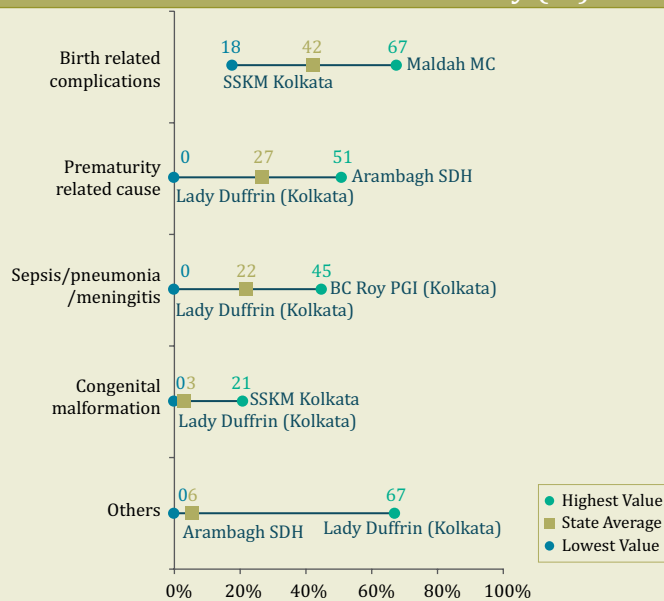 18 42 67
Birth related
complications
Maldah MC
SSKM Kolkata
0 27 51
Prematurity
related cause
Arambagh SDH
Lady Duffrin (Kolkata)
0 22 45
Sepsis/pneumonia
/meningitis
BC Roy PGI (Kolkata)
Lady Duffrin (Kolkata)
0 3 21
Congenital
malformation
SSKM Kolkata
Lady Duffrin (Kolkata)
0 6 67
Others
Arambagh SDH Lady Duffrin (Kolkata)
Highest Value
State Average
Lowest Value
0% 20% 40% 60% 80% 100%